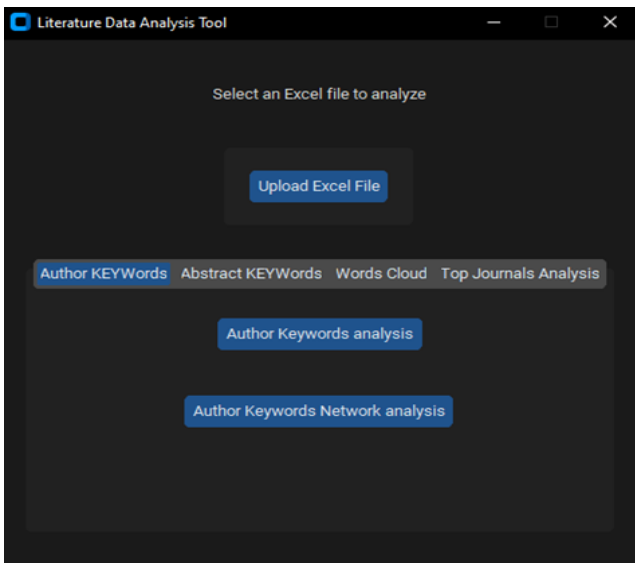 Literature Data Analysis Tool
Select an Excel file to analyze
Upload Excel File
Author KEYWords Abstract KEYWords Words Cloud Top Journals Analysis
Author Keywords analysis
Author Keywords Network analysis